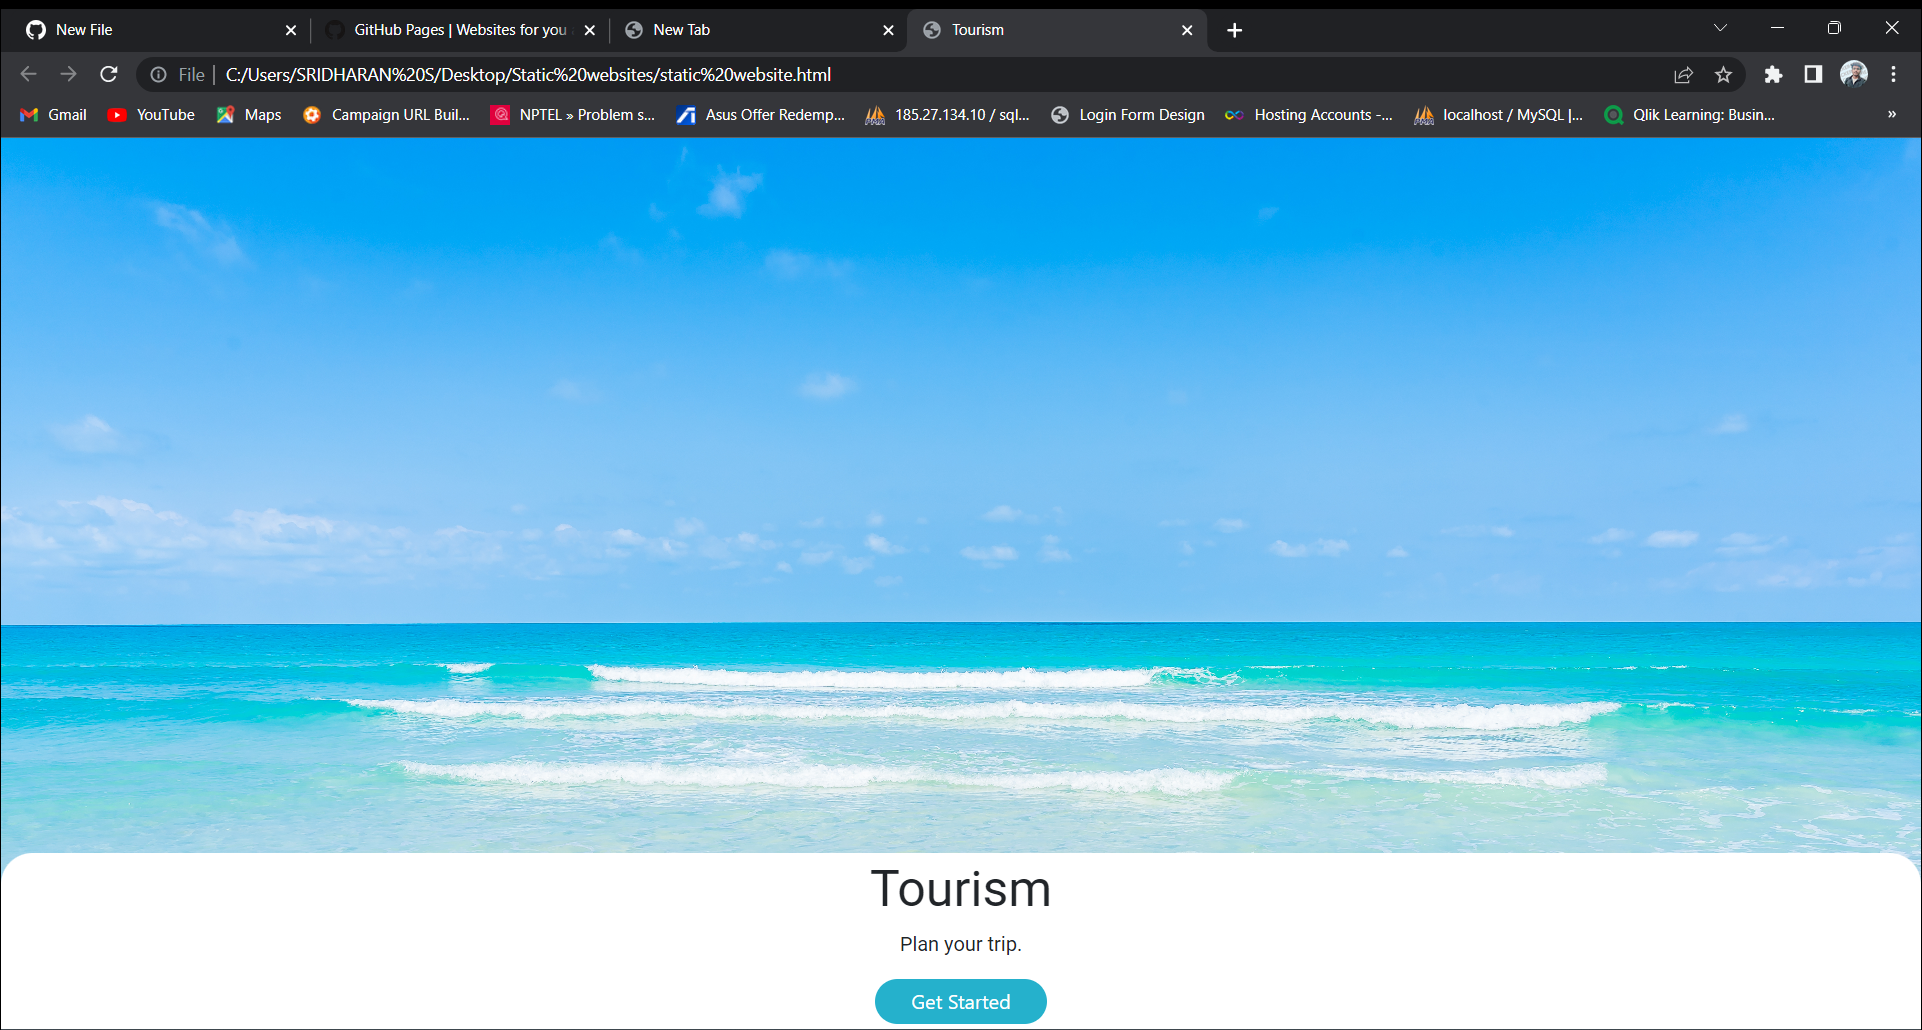 New File
GitHub Pages | Websites for you
New Tab
Tourism
File | C:/Users/SRIDHARAN%20S/Desktop/Static%20websites/static%20website.html
Gmail YouTube Maps Campaign URL Buil... NPTEL » Problem s... Asus Offer Redemp... 185.27.134.10 / sql... Login Form Design Hosting Accounts -... localhost / MySQL |... Qlik Learning: Busin... »
Tourism
Plan your trip.
Get Started